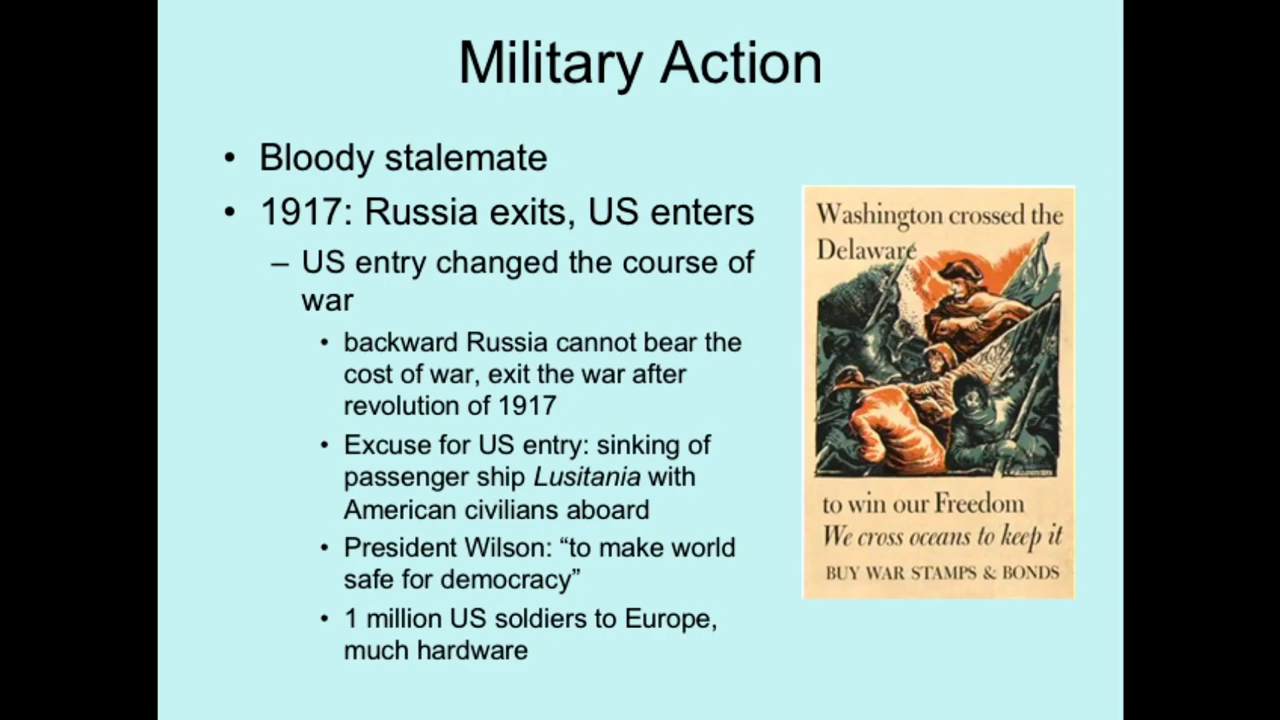 Military Action
• Bloody stalemate
• 1917: Russia exits, US enters
– US entry changed the course of
war
• backward Russia cannot bear the
cost of war, exit the war after
revolution of 1917
• Excuse for US entry: sinking of
passenger ship Lusitania with
American civilians aboard
• President Wilson: “to make world
safe for democracy”
• 1 million US soldiers to Europe,
much hardware
Washington crossed the
Delaware
to win our Freedom
We cross oceans to keep it
BUY WAR STAMPS & BONDS